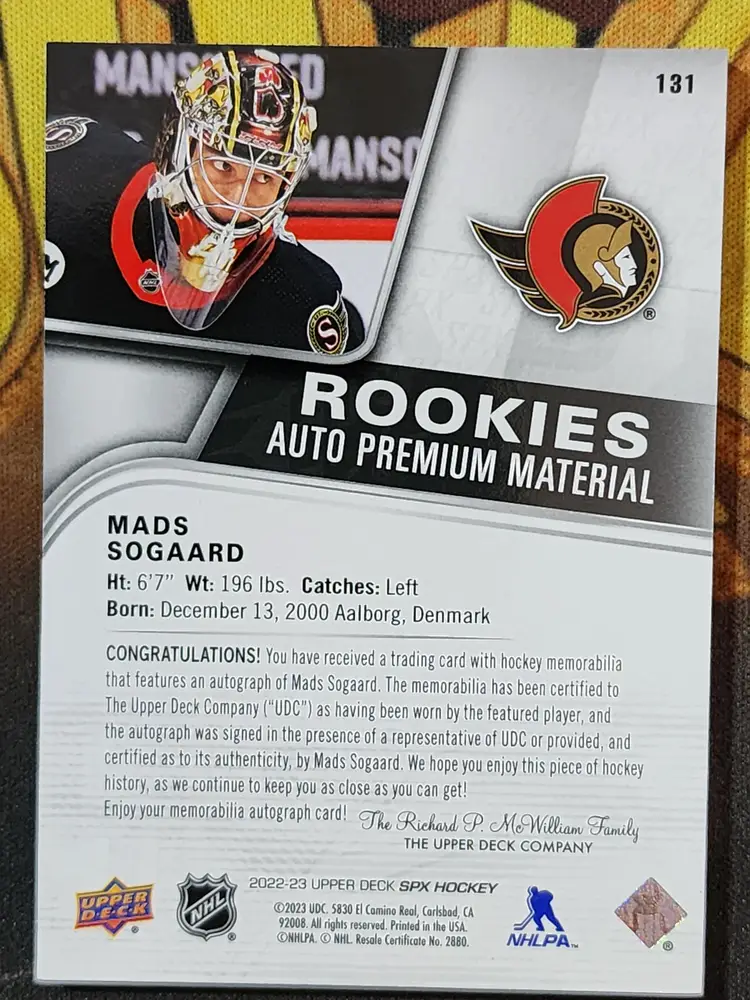 MANS
ED
MANSC
131
®
ROOKIES
AUTO PREMIUM MATERIAL
MADS
SOGAARD
Ht: 6'7" Wt: 196 lbs. Catches: Left
Born: December 13, 2000 Aalborg, Denmark
CONGRATULATIONS! You have received a trading card with hockey memorabilia
that features an autograph of Mads Sogaard. The memorabilia has been certified to
The Upper Deck Company ("UDC") as having been worn by the featured player, and
the autograph was signed in the presence of a representative of UDC or provided, and
certified as to its authenticity, by Mads Sogaard. We hope you enjoy this piece of hockey
history, as we continue to keep you as close as you can get!
Enjoy your memorabilia autograph card!
The Richard P. McWilliam Family
THE UPPER DECK COMPANY
UPPER
DECK
®
NHL
®
2022-23 UPPER DECK SPX HOCKEY
©2023 UDC. 5830 El Camino Real, Carlsbad, CA
92008. All rights reserved. Printed in the USA.
©NHLPA. © NHL. Resale Certificate No. 2880.
NHLPA™
®